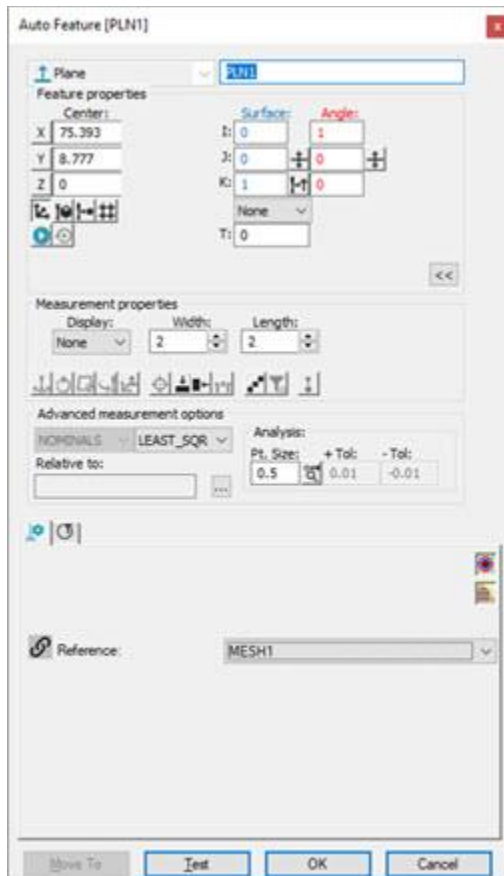 Auto Feature [PLN1]
x
Plane PLN1
Feature properties
Center: Surface: Angle:
X 75.393 I: 0 1
Y 8.777 J: 0 0
Z 0 K: 1 0
None
T: 0
<<
Measurement properties
Display: Width: Length:
None 2 2
Advanced measurement options
NOMINALS LEAST_SQR
Analysis:
Pt. Size: + Tol: - Tol:
0.5 0.01 -0.01
Relative to:
...
Reference: MESH1
Move To Test OK Cancel